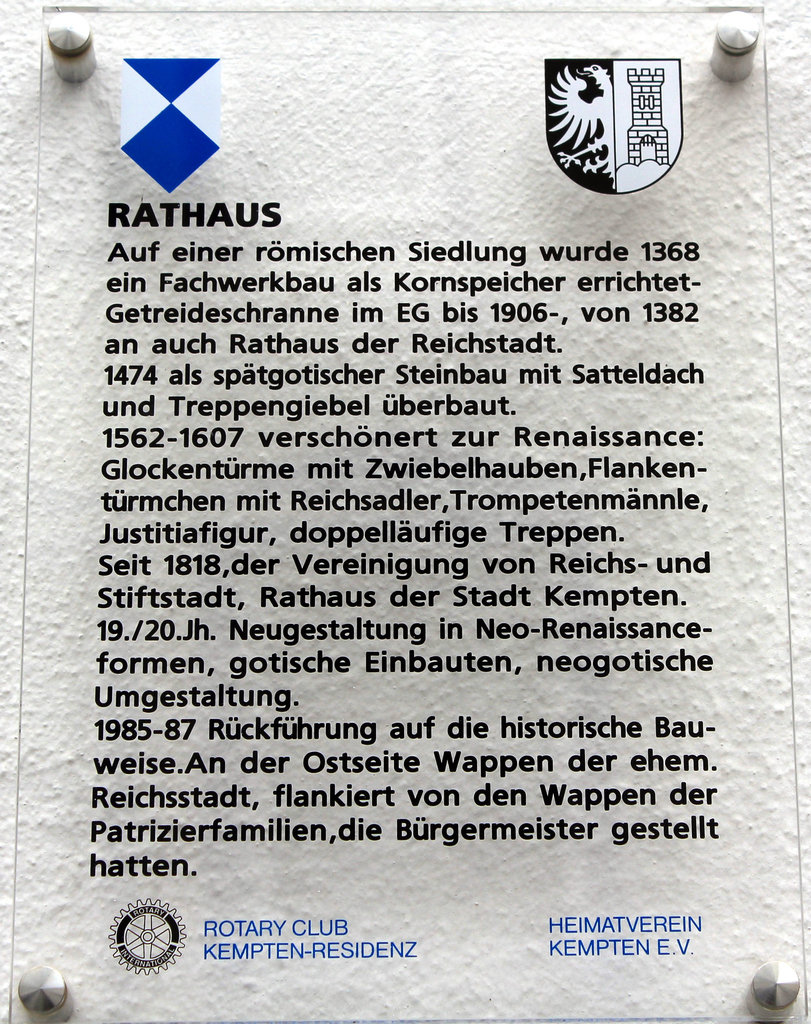 RATHAUS
Auf einer römischen Siedlung wurde 1368
ein Fachwerkbau als Kornspeicher errichtet-
Getreideschranne im EG bis 1906-, von 1382
an auch Rathaus der Reichstadt.
1474 als spätgotischer Steinbau mit Satteldach
und Treppengiebel überbaut.
1562-1607 verschönert zur Renaissance:
Glockentürme mit Zwiebelhauben,Flanken-
türmchen mit Reichsadler,Trompetenmännle,
Justitiafigur, doppelläufige Treppen.
Seit 1818,der Vereinigung von Reichs- und
Stiftstadt, Rathaus der Stadt Kempten.
19./20.Jh. Neugestaltung in Neo-Renaissance-
formen, gotische Einbauten, neogotische
Umgestaltung.
1985-87 Rückführung auf die historische Bau-
weise.An der Ostseite Wappen der ehem.
Reichsstadt, flankiert von den Wappen der
Patrizierfamilien,die Bürgermeister gestellt
hatten.
ROTARY INTERNATIONAL
ROTARY CLUB
KEMPTEN-RESIDENZ
HEIMATVEREIN
KEMPTEN E.V.